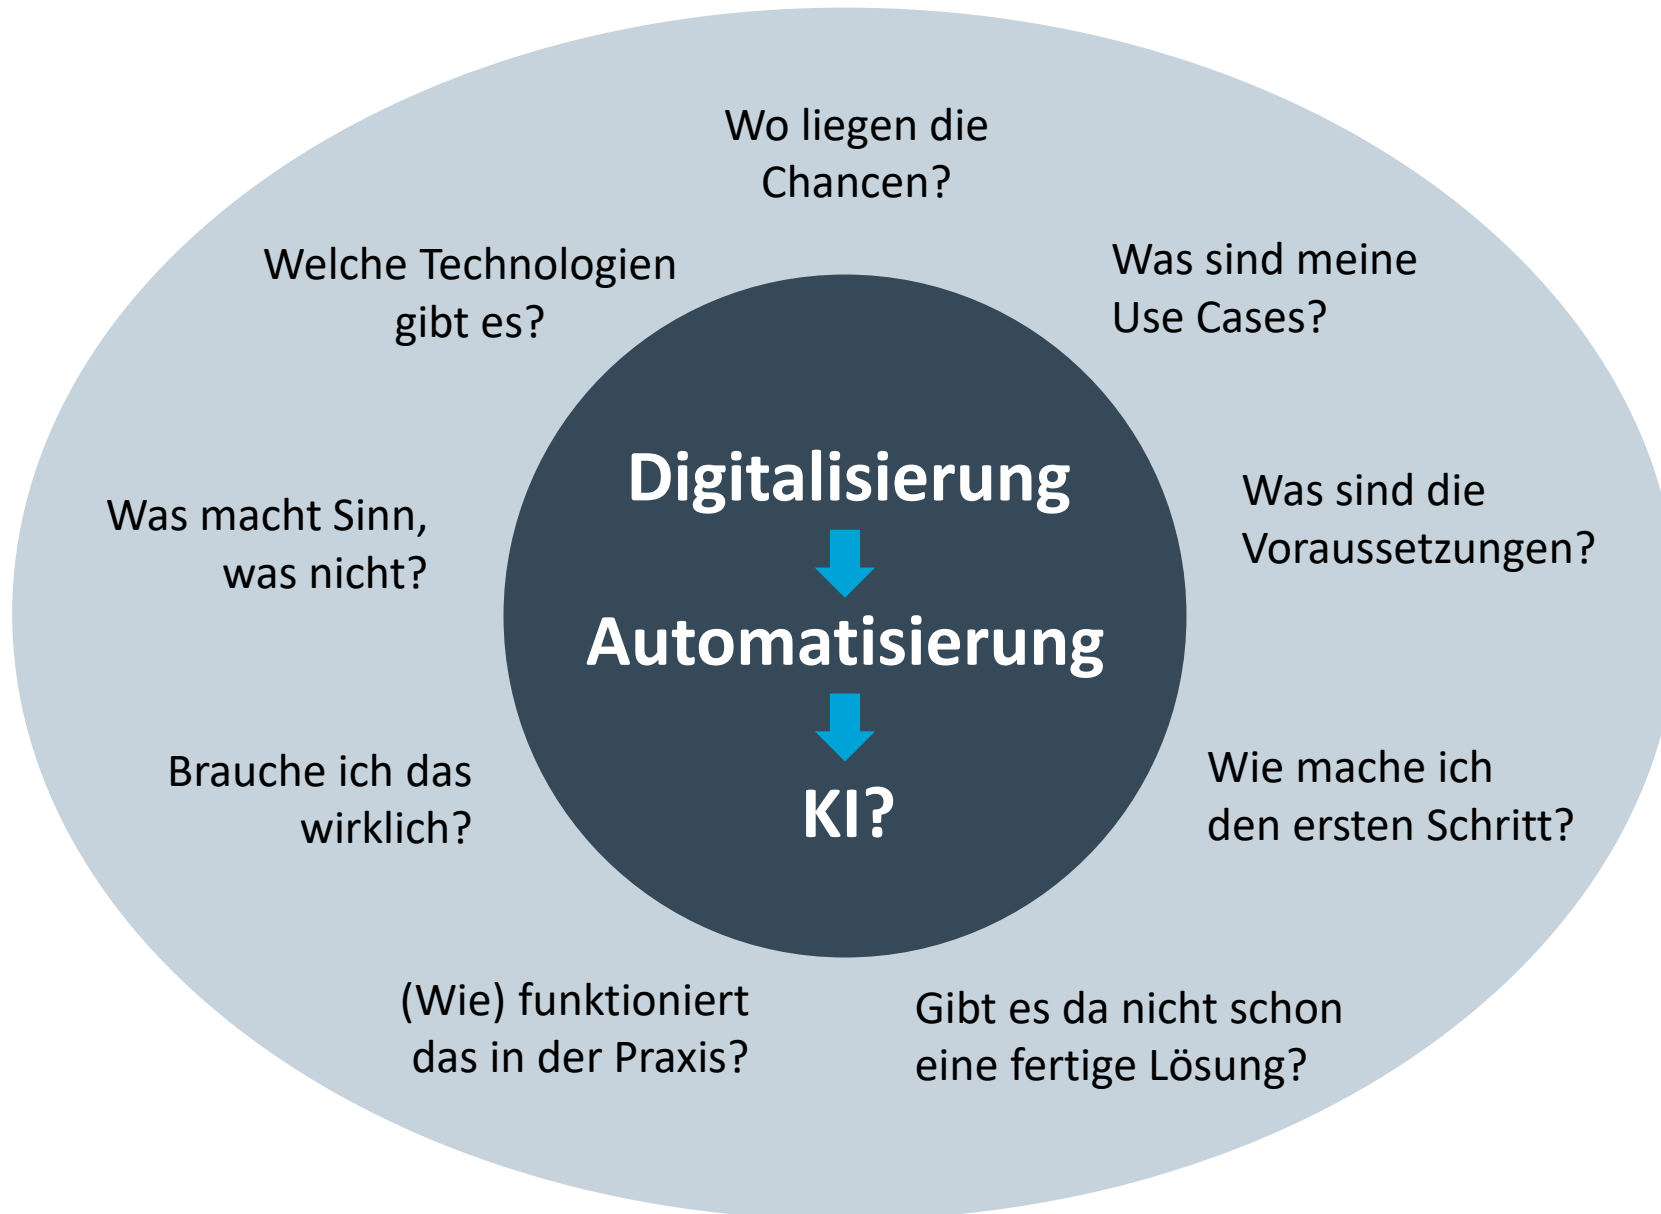 Wo liegen die
Chancen?
Welche Technologien
gibt es?
Was sind meine
Use Cases?
Digitalisierung
Automatisierung
KI?
Was macht Sinn,
was nicht?
Was sind die
Voraussetzungen?
Brauche ich das
wirklich?
Wie mache ich
den ersten Schritt?
(Wie) funktioniert
das in der Praxis?
Gibt es da nicht schon
eine fertige Lösung?